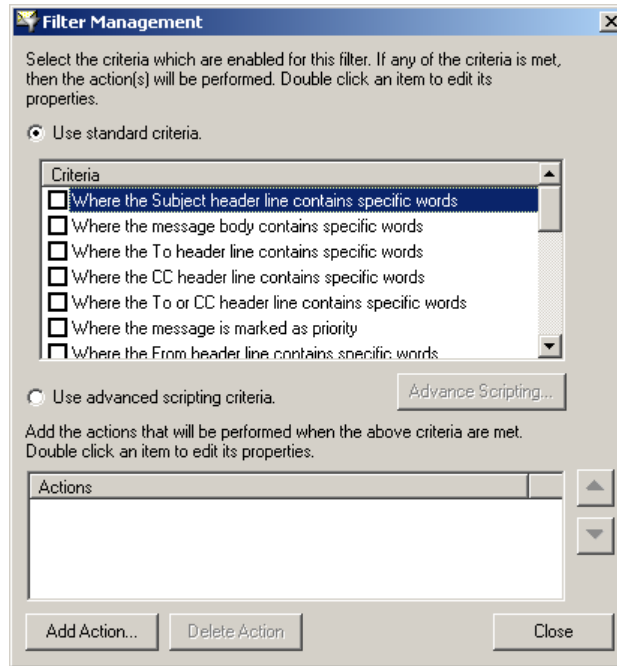 Filter Management
Select the criteria which are enabled for this filter. If any of the criteria is met,
then the action(s) will be performed. Double click an item to edit its
properties.
Use standard criteria.
Criteria
Where the Subject header line contains specific words
Where the message body contains specific words
Where the To header line contains specific words
Where the CC header line contains specific words
Where the To or CC header line contains specific words
Where the message is marked as priority
Where the From header line contains specific words
Use advanced scripting criteria.
Advance Scripting...
Add the actions that will be performed when the above criteria are met.
Double click an item to edit its properties.
Actions
Add Action...
Delete Action
Close